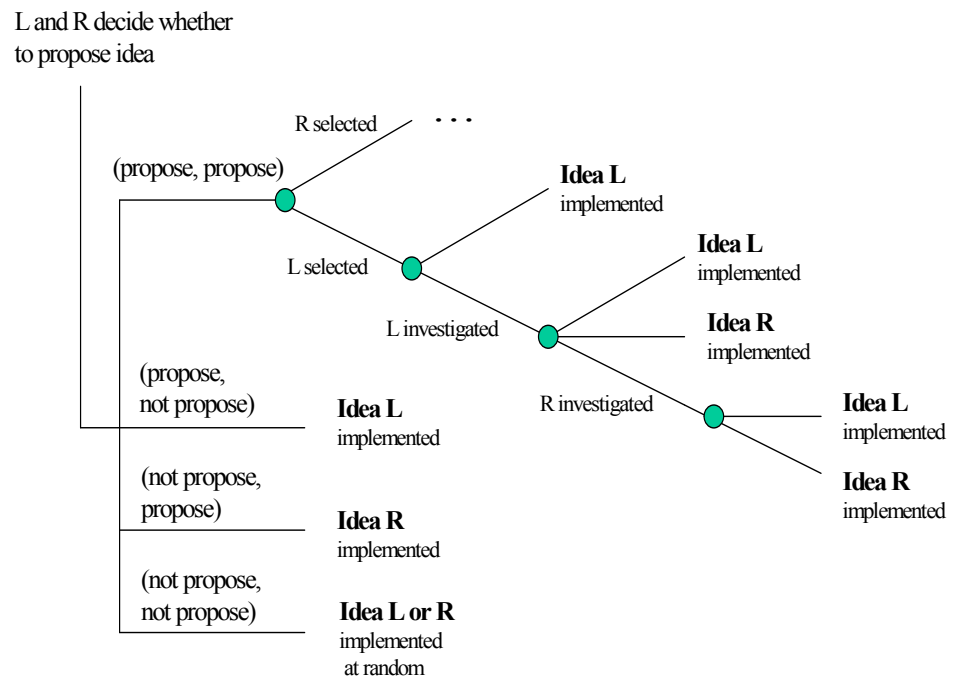 L and R decide whether
to propose idea
R selected
. . .
(propose, propose)
Idea L
implemented
L selected
Idea L
implemented
L investigated
Idea R
implemented
(propose,
not propose)
R investigated
Idea L
implemented
Idea L
implemented
(not propose,
propose)
Idea R
implemented
Idea R
implemented
(not propose,
not propose)
Idea L or R
implemented
at random